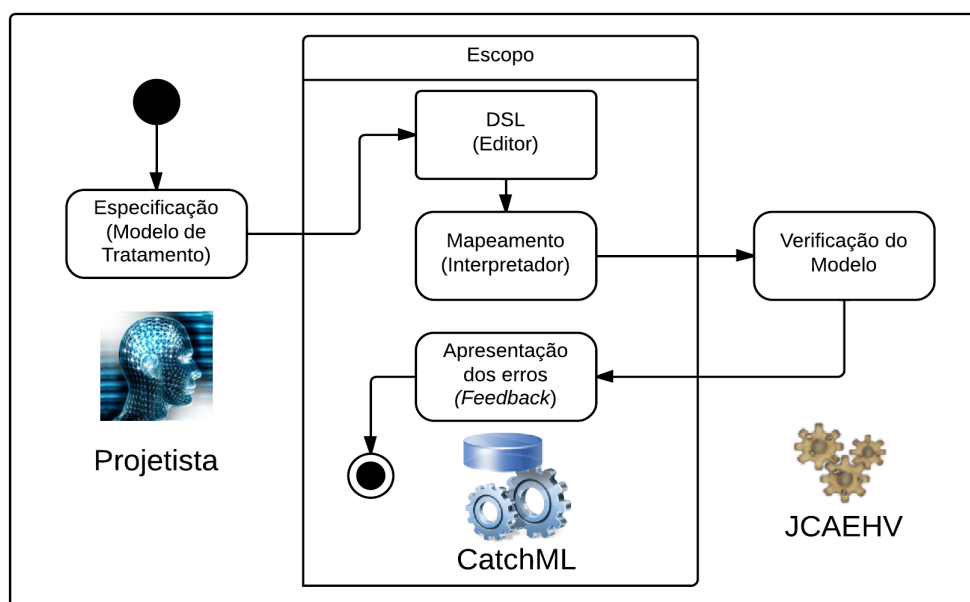 Escopo
DSL
(Editor)
Especificação
(Modelo de
Tratamento)
Mapeamento
(Interpretador)
Verificação do
Modelo
Apresentação
dos erros
(Feedback)
Projetista
CatchML
JCAEHV